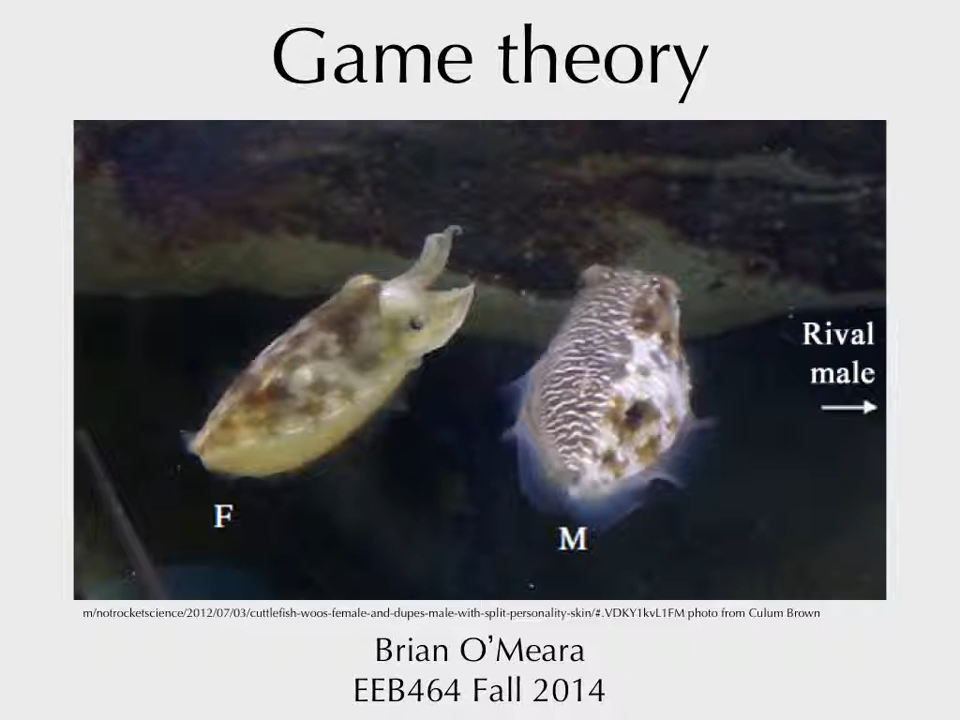 Game theory
Rival
male
F
M
m/notrocketscience/2012/07/03/cuttlefish-woos-female-and-dupes-male-with-split-personality-skin/#.VDKY1kvL1FM photo from Culum Brown
Brian O’Meara
EEB464 Fall 2014